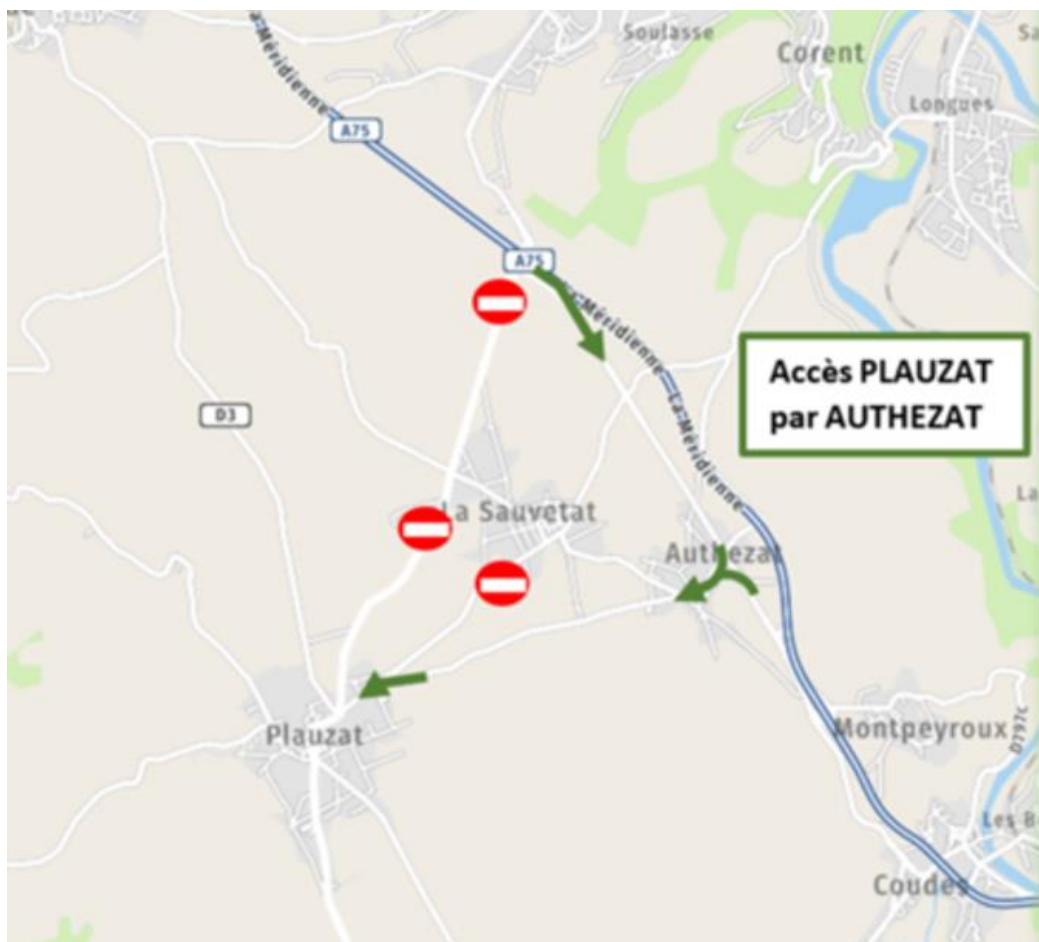 Soulasse
Corent
Longues
Méridienne
A75
A75
La Méridienne
Accès PLAUZAT
par AUTHEZAT
La Méridienne
D3
La Sauvetat
Authezat
Plauzat
Montpeyroux
D797c
Coudes